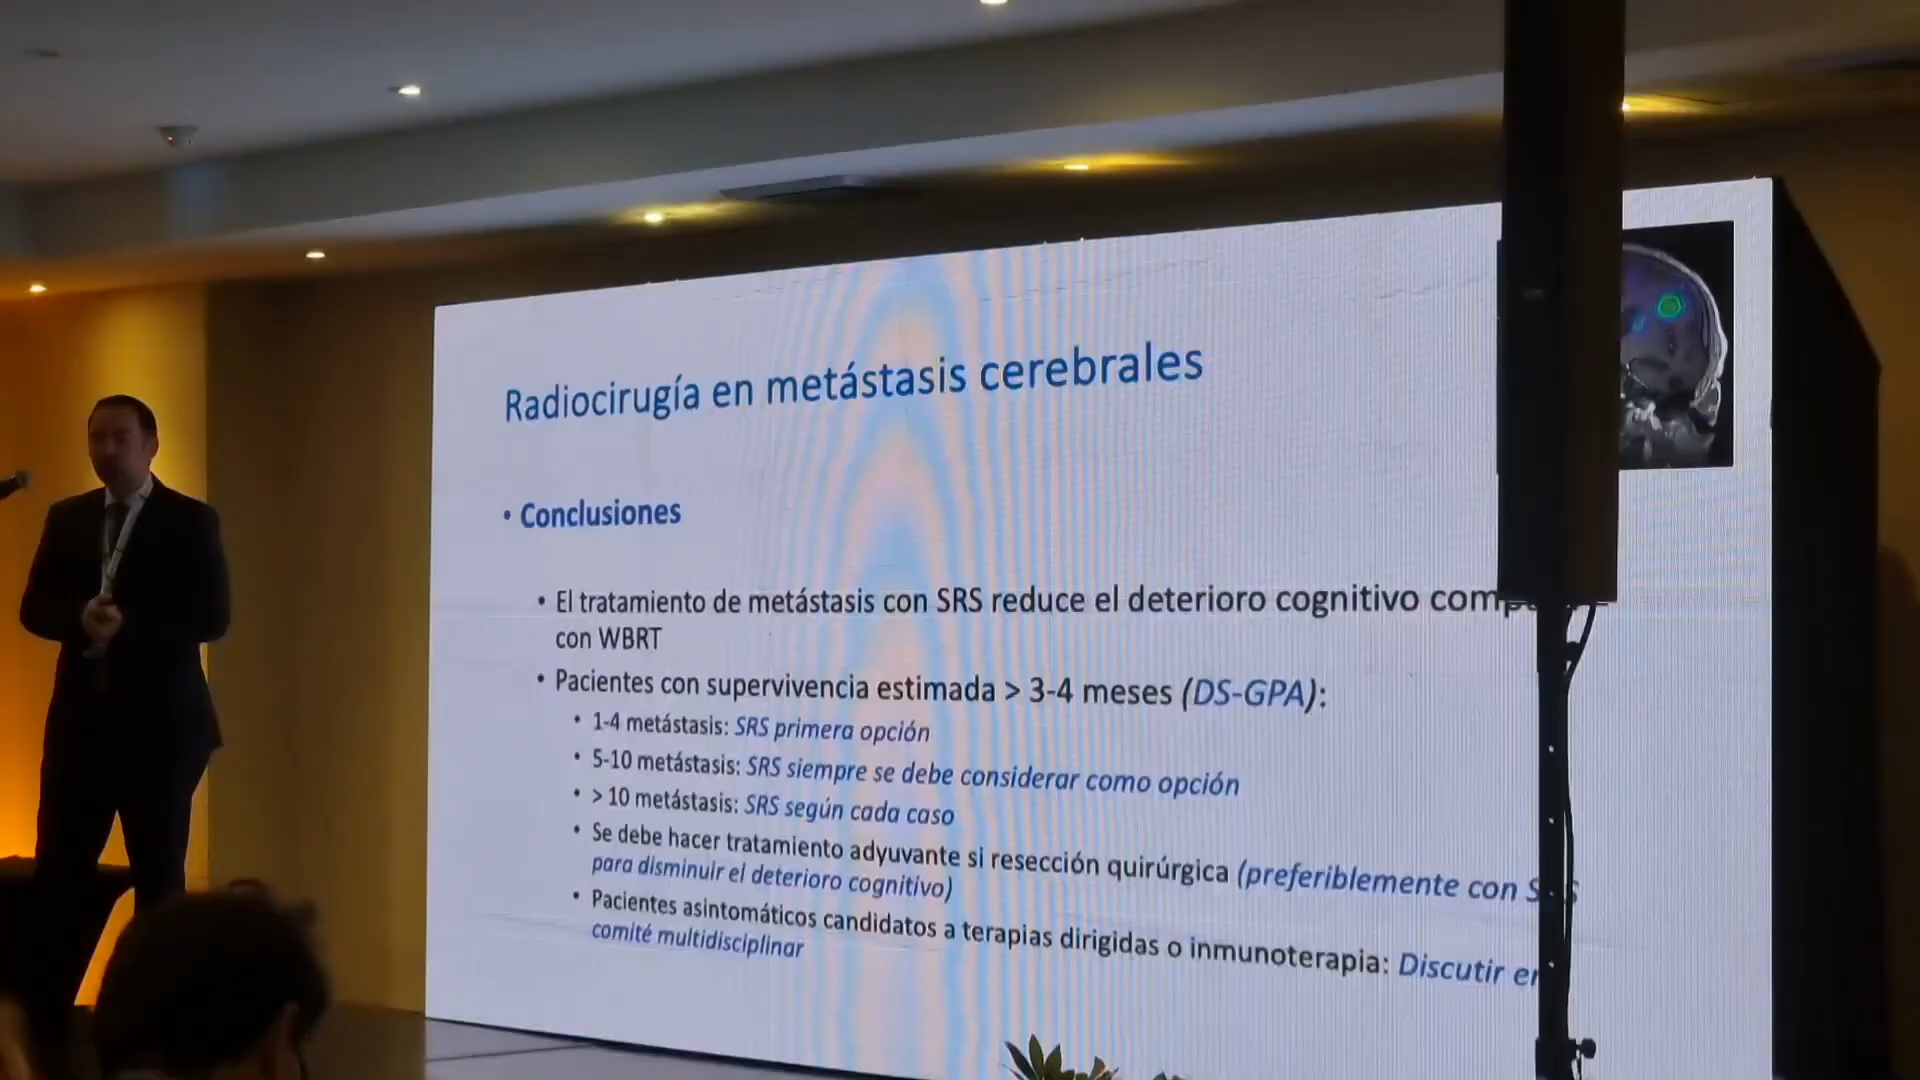 Radiocirugía en metástasis cerebrales
• Conclusiones
• El tratamiento de metástasis con SRS reduce el deterioro cognitivo
con WBRT
• Pacientes con supervivencia estimada > 3-4 meses (DS-GPA):
• 1-4 metástasis: SRS primera opción
• 5-10 metástasis: SRS siempre se debe considerar como opción
• > 10 metástasis: SRS según cada caso
• Se debe hacer tratamiento adyuvante si resección quirúrgica (preferiblemente con
para disminuir el deterioro cognitivo)
• Pacientes asintomáticos candidatos a terapias dirigidas o inmunoterapia: Discutir
comité multidisciplinar